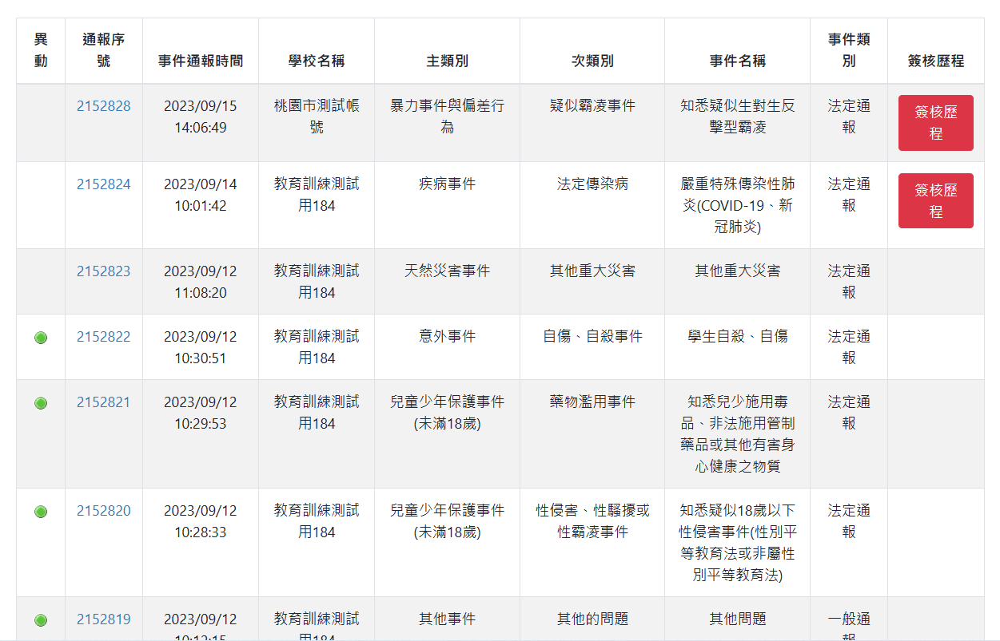 異
動
通報序
號
事件通報時間
學校名稱
主類別
次類別
事件名稱
事件類
別
簽核歷程
2152828
2023/09/15
14:06:49
桃園市測試帳
號
暴力事件與偏差行
為
疑似霸凌事件
知悉疑似生對生反
擊型霸凌
法定通
報
簽核歷
程
2152824
2023/09/14
10:01:42
教育訓練測試
用184
疾病事件
法定傳染病
嚴重特殊傳染性肺
炎(COVID-19、新
冠肺炎)
法定通
報
簽核歷
程
2152823
2023/09/12
11:08:20
教育訓練測試
用184
天然災害事件
其他重大災害
其他重大災害
法定通
報
2152822
2023/09/12
10:30:51
教育訓練測試
用184
意外事件
自傷、自殺事件
學生自殺、自傷
法定通
報
2152821
2023/09/12
10:29:53
教育訓練測試
用184
兒童少年保護事件
(未滿18歲)
藥物濫用事件
知悉兒少施用毒
品、非法施用管制
藥品或其他有害身
心健康之物質
法定通
報
2152820
2023/09/12
10:28:33
教育訓練測試
用184
兒童少年保護事件
(未滿18歲)
性侵害、性騷擾或
性霸凌事件
知悉疑似18歲以下
性侵害事件(性別平
等教育法或非屬性
別平等教育法)
法定通
報
2152819
2023/09/12
10:12:15
教育訓練測試
用184
其他事件
其他的問題
其他問題
一般通
報